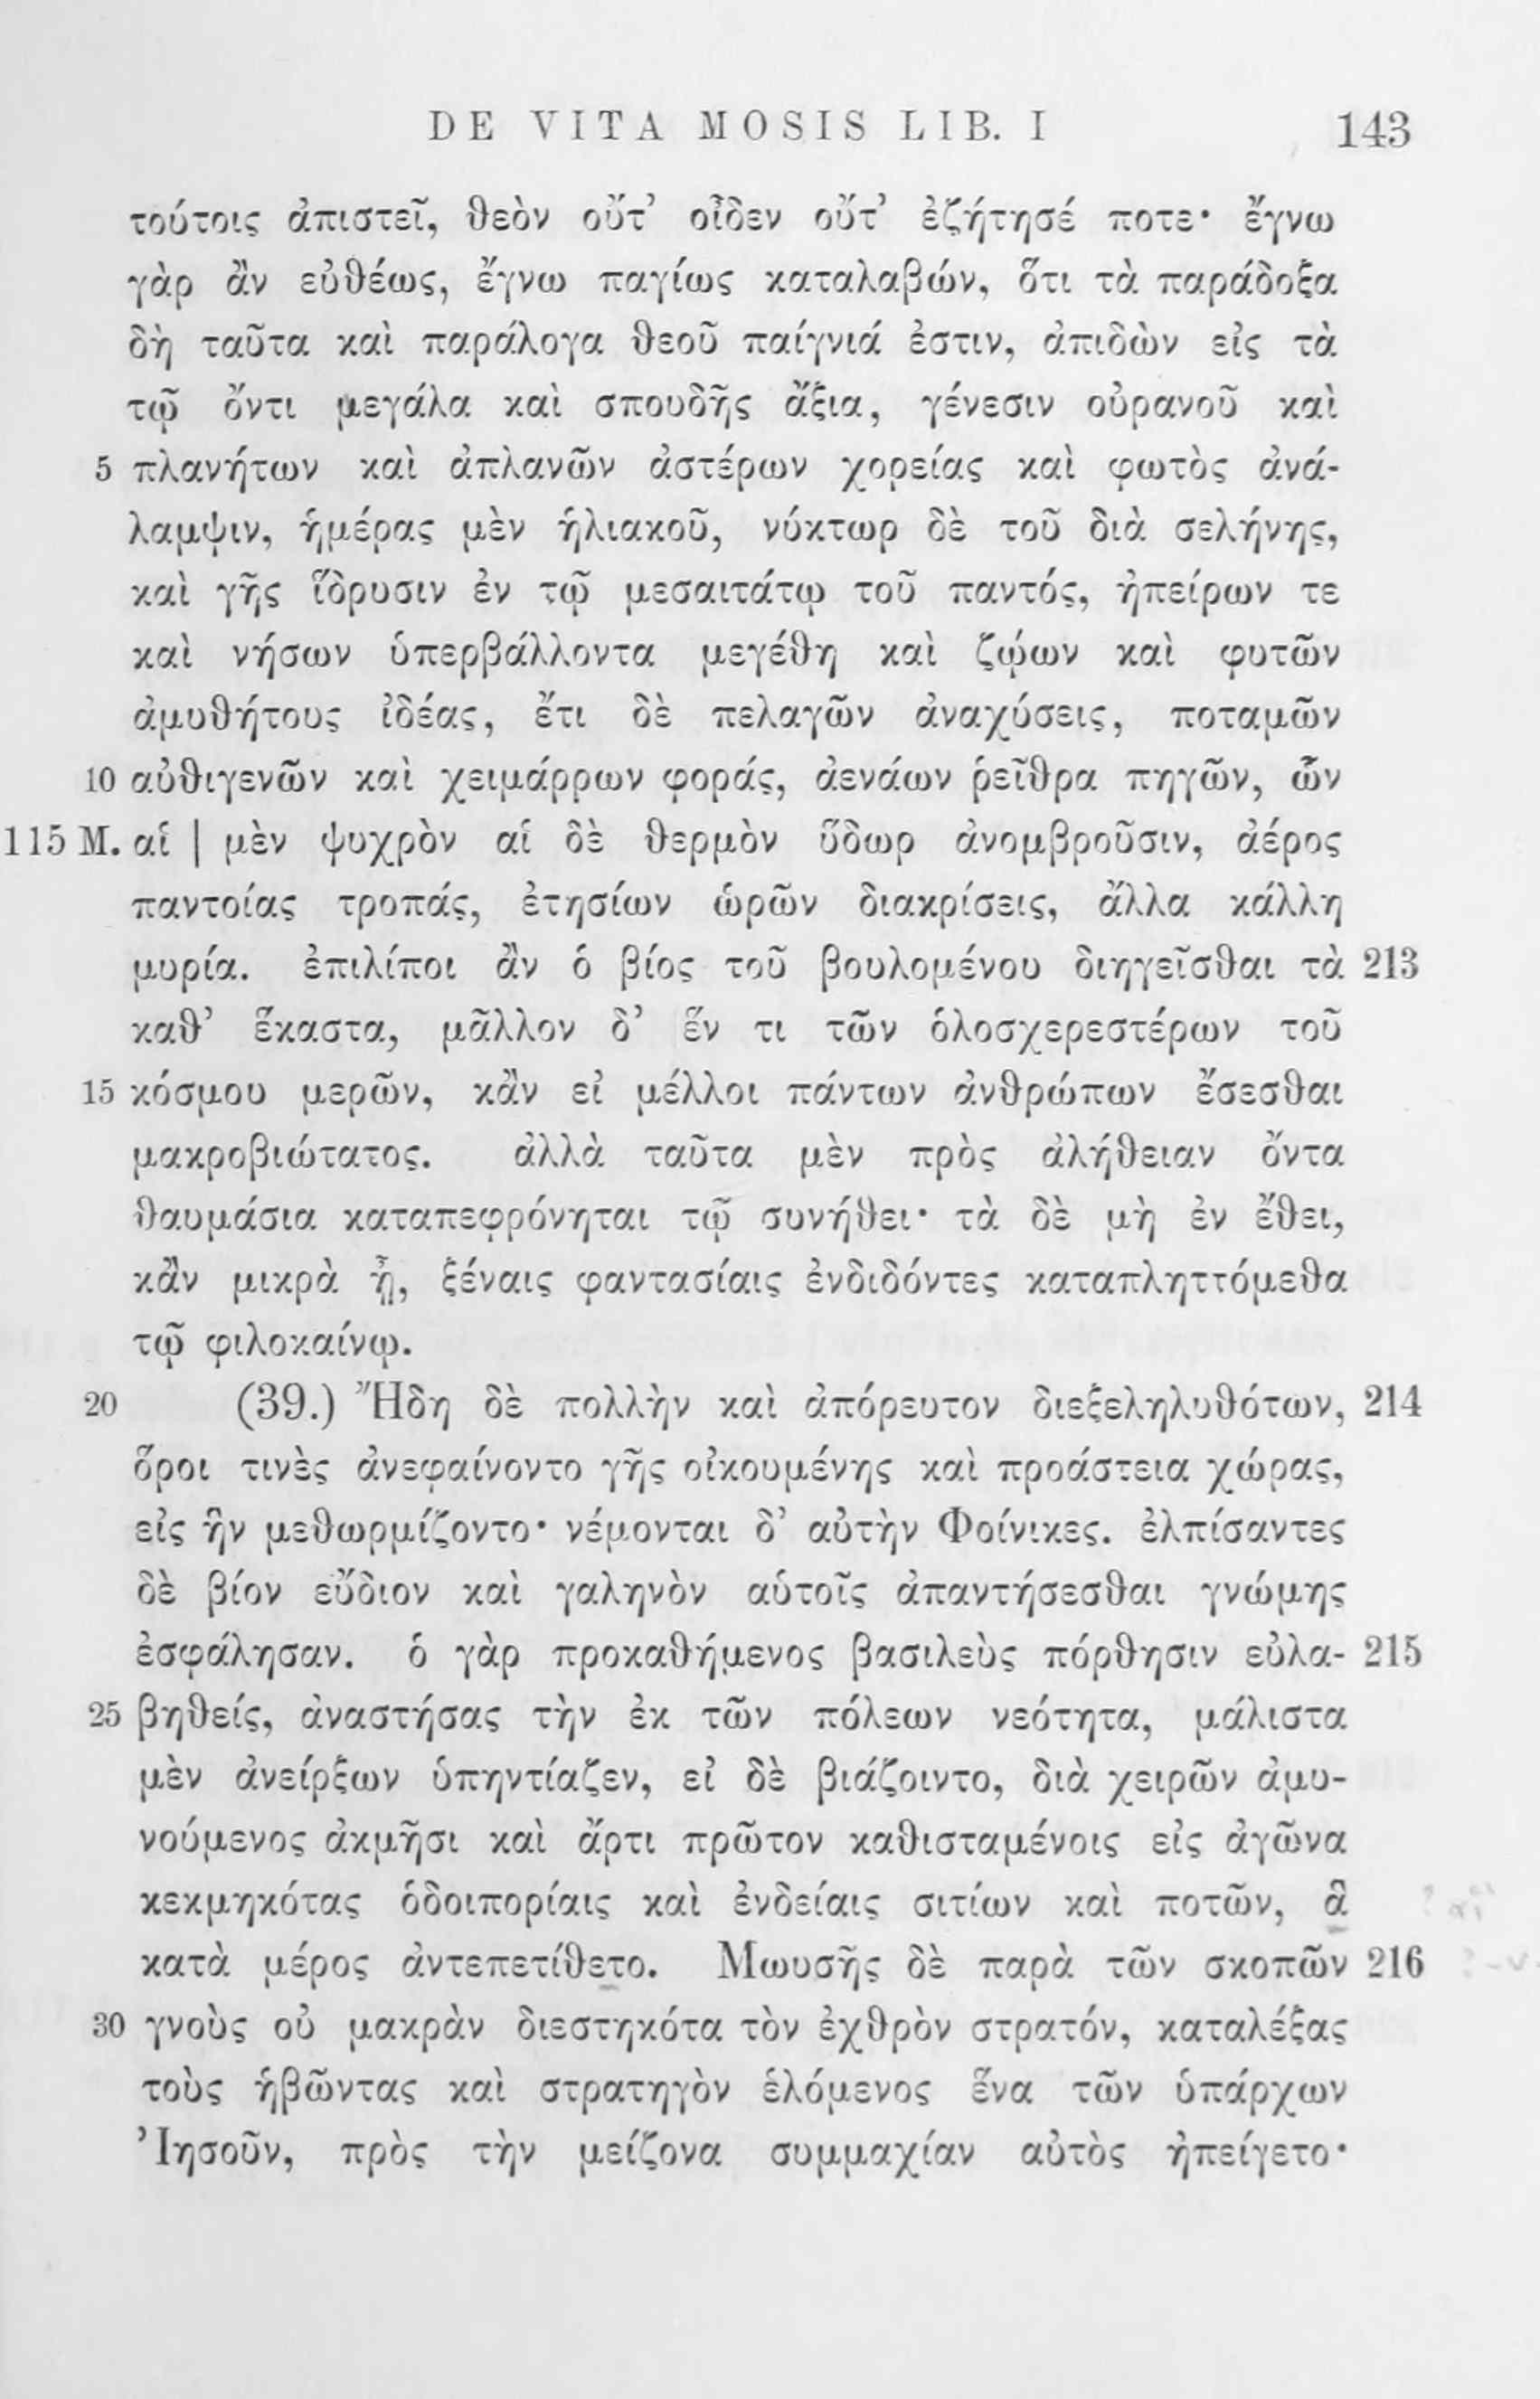 DE VITA MOSIS LIB. I 143
τούτοις ἀπιστεῖ, θεὸν οὔτ’ οἶδεν οὔτ’ ἐζήτησέ ποτε· ἔγνω
γὰρ ἂν εὐθέως, ἔγνω παγίως καταλαβών, ὅτι τὰ παράδοξα
δὴ ταῦτα καὶ παράλογα θεοῦ παίγνιά ἐστιν, ἀπιδὼν εἰς τὰ
τῷ ὄντι μεγάλα καὶ σπουδῆς ἄξια, γένεσιν οὐρανοῦ καὶ
5 πλανήτων καὶ ἀπλανῶν ἀστέρων χορείας καὶ φωτὸς ἀνά-
λαμψιν, ἡμέρας μὲν ἡλιακοῦ, νύκτωρ δὲ τοῦ διὰ σελήνης,
καὶ γῆς ἵδρυσιν ἐν τῷ μεσαιτάτῳ τοῦ παντός, ἠπείρων τε
καὶ νήσων ὑπερβάλλοντα μεγέθη καὶ ζῴων καὶ φυτῶν
ἀμυθήτους ἰδέας, ἔτι δὲ πελαγῶν ἀναχύσεις, ποταμῶν
10 αὐθιγενῶν καὶ χειμάρρων φοράς, ἀενάων ῥεῖθρα πηγῶν, ὧν
115 M. αἱ | μὲν ψυχρὸν αἱ δὲ θερμὸν ὕδωρ ἀνομβροῦσιν, ἀέρος
παντοίας τροπάς, ἐτησίων ὡρῶν διακρίσεις, ἄλλα κάλλη
μυρία. ἐπιλίποι ἂν ὁ βίος τοῦ βουλομένου διηγεῖσθαι τὰ 213
καθ’ ἕκαστα, μᾶλλον δ’ ἕν τι τῶν ὁλοσχερεστέρων τοῦ
15 κόσμου μερῶν, κἂν εἰ μέλλοι πάντων ἀνθρώπων ἔσεσθαι
μακροβιώτατος. ἀλλὰ ταῦτα μὲν πρὸς ἀλήθειαν ὄντα
θαυμάσια καταπεφρόνηται τῷ συνήθει· τὰ δὲ μὴ ἐν ἔθει,
κἂν μικρὰ ᾖ, ξέναις φαντασίαις ἐνδιδόντες καταπληττόμεθα
τῷ φιλοκαίνῳ.
20 (39.) Ἤδη δὲ πολλὴν καὶ ἀπόρευτον διεξεληλυθότων, 214
ὅροι τινὲς ἀνεφαίνοντο γῆς οἰκουμένης καὶ προάστεια χώρας,
εἰς ἣν μεθωρμίζοντο· νέμονται δ’ αὐτὴν Φοίνικες. ἐλπίσαντες
δὲ βίον εὔδιον καὶ γαληνὸν αὑτοῖς ἀπαντήσεσθαι γνώμης
ἐσφάλησαν. ὁ γὰρ προκαθήμενος βασιλεὺς πόρθησιν εὐλα- 215
25 βηθείς, ἀναστήσας τὴν ἐκ τῶν πόλεων νεότητα, μάλιστα
μὲν ἀνείρξων ὑπηντίαζεν, εἰ δὲ βιάζοιντο, διὰ χειρῶν ἀμυ-
νούμενος ἀκμῆσι καὶ ἄρτι πρῶτον καθισταμένοις εἰς ἀγῶνα
κεκμηκότας ὁδοιπορίαις καὶ ἐνδείαις σιτίων καὶ ποτῶν, ἃ
κατὰ μέρος ἀντεπετίθετο. Μωυσῆς δὲ παρὰ τῶν σκοπῶν 216
30 γνοὺς οὐ μακρὰν διεστηκότα τὸν ἐχθρὸν στρατόν, καταλέξας
τοὺς ἡβῶντας καὶ στρατηγὸν ἑλόμενος ἕνα τῶν ὑπάρχων
Ἰησοῦν, πρὸς τὴν μείζονα συμμαχίαν αὐτὸς ἠπείγετο·